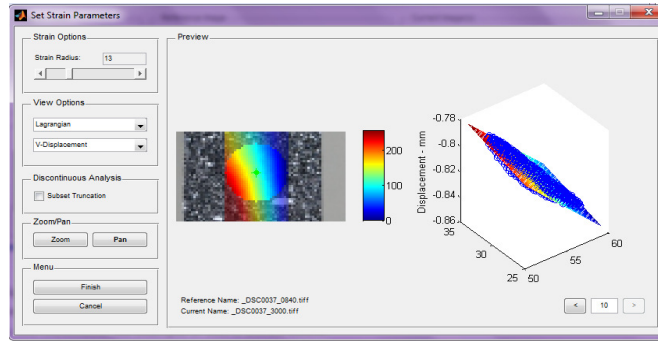 Set Strain Parameters
Strain Options
Strain Radius: 13
View Options
Lagrangian
V-Displacement
Discontinuous Analysis
Subset Truncation
Zoom/Pan
Zoom Pan
Menu
Finish
Cancel
Preview
200
100
0
Displacement - mm
-0.78
-0.8
-0.82
-0.84
-0.86
35
30
25
50
55
60
Reference Name: _DSC0037_0840.tiff
Current Name: _DSC0037_3000.tiff
< 10 >